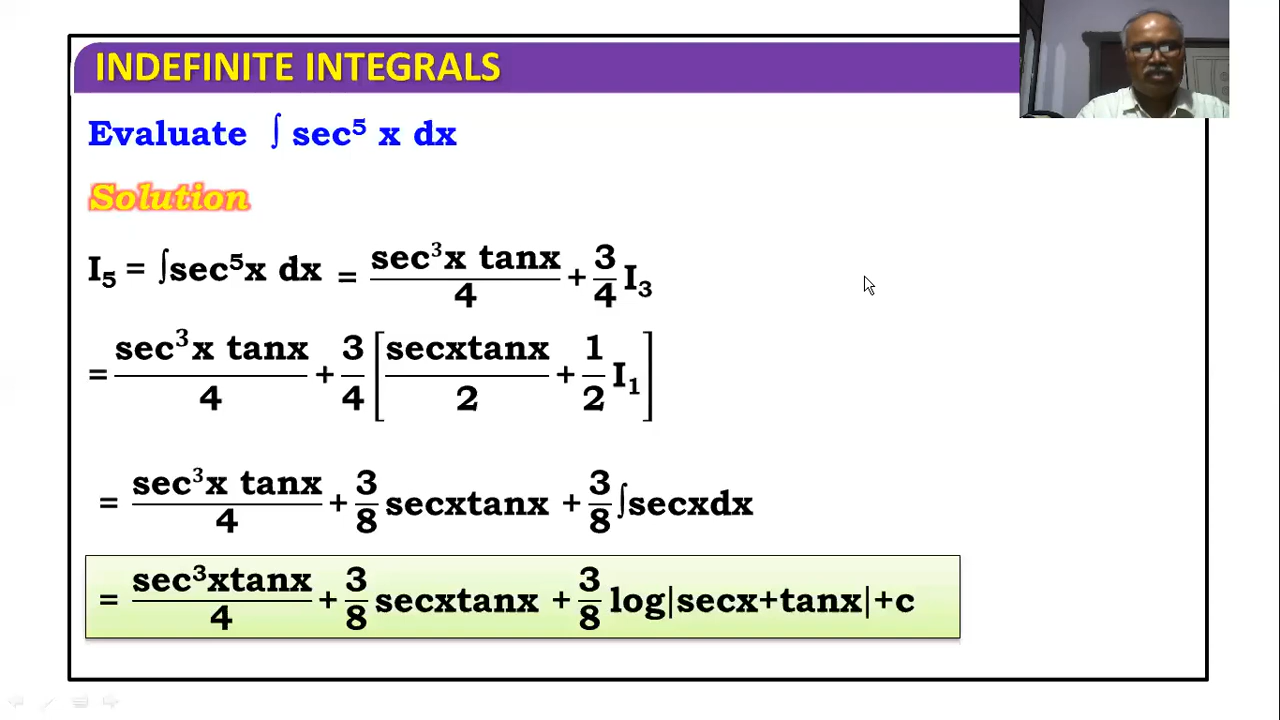 INDEFINITE INTEGRALS
Evaluate ∫ sec⁵ x dx
Solution
I₅ = ∫sec⁵x dx = (sec³x tanx)/4 + 3/4 I₃
= (sec³x tanx)/4 + 3/4 [(secxtanx)/2 + 1/2 I₁]
= (sec³x tanx)/4 + 3/8 secxtanx + 3/8 ∫secxdx
= (sec³xtanx)/4 + 3/8 secxtanx + 3/8 log|secx+tanx|+c